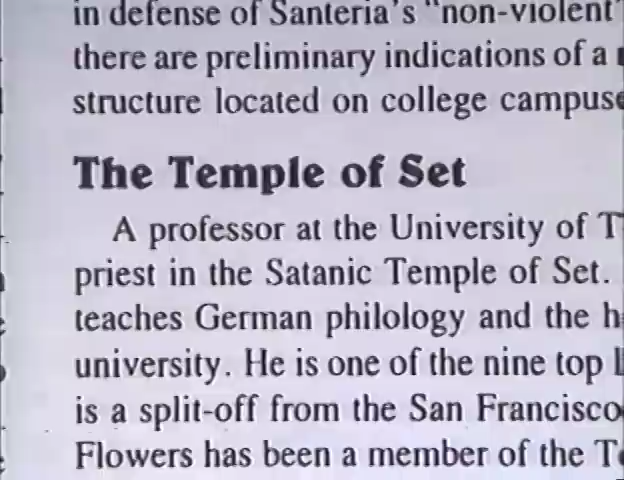 in defense of Santeria's "non-violent"
there are preliminary indications of a
structure located on college campuse
The Temple of Set
A professor at the University of T
priest in the Satanic Temple of Set.
teaches German philology and the h
university. He is one of the nine top
is a split-off from the San Francisco
Flowers has been a member of the Te